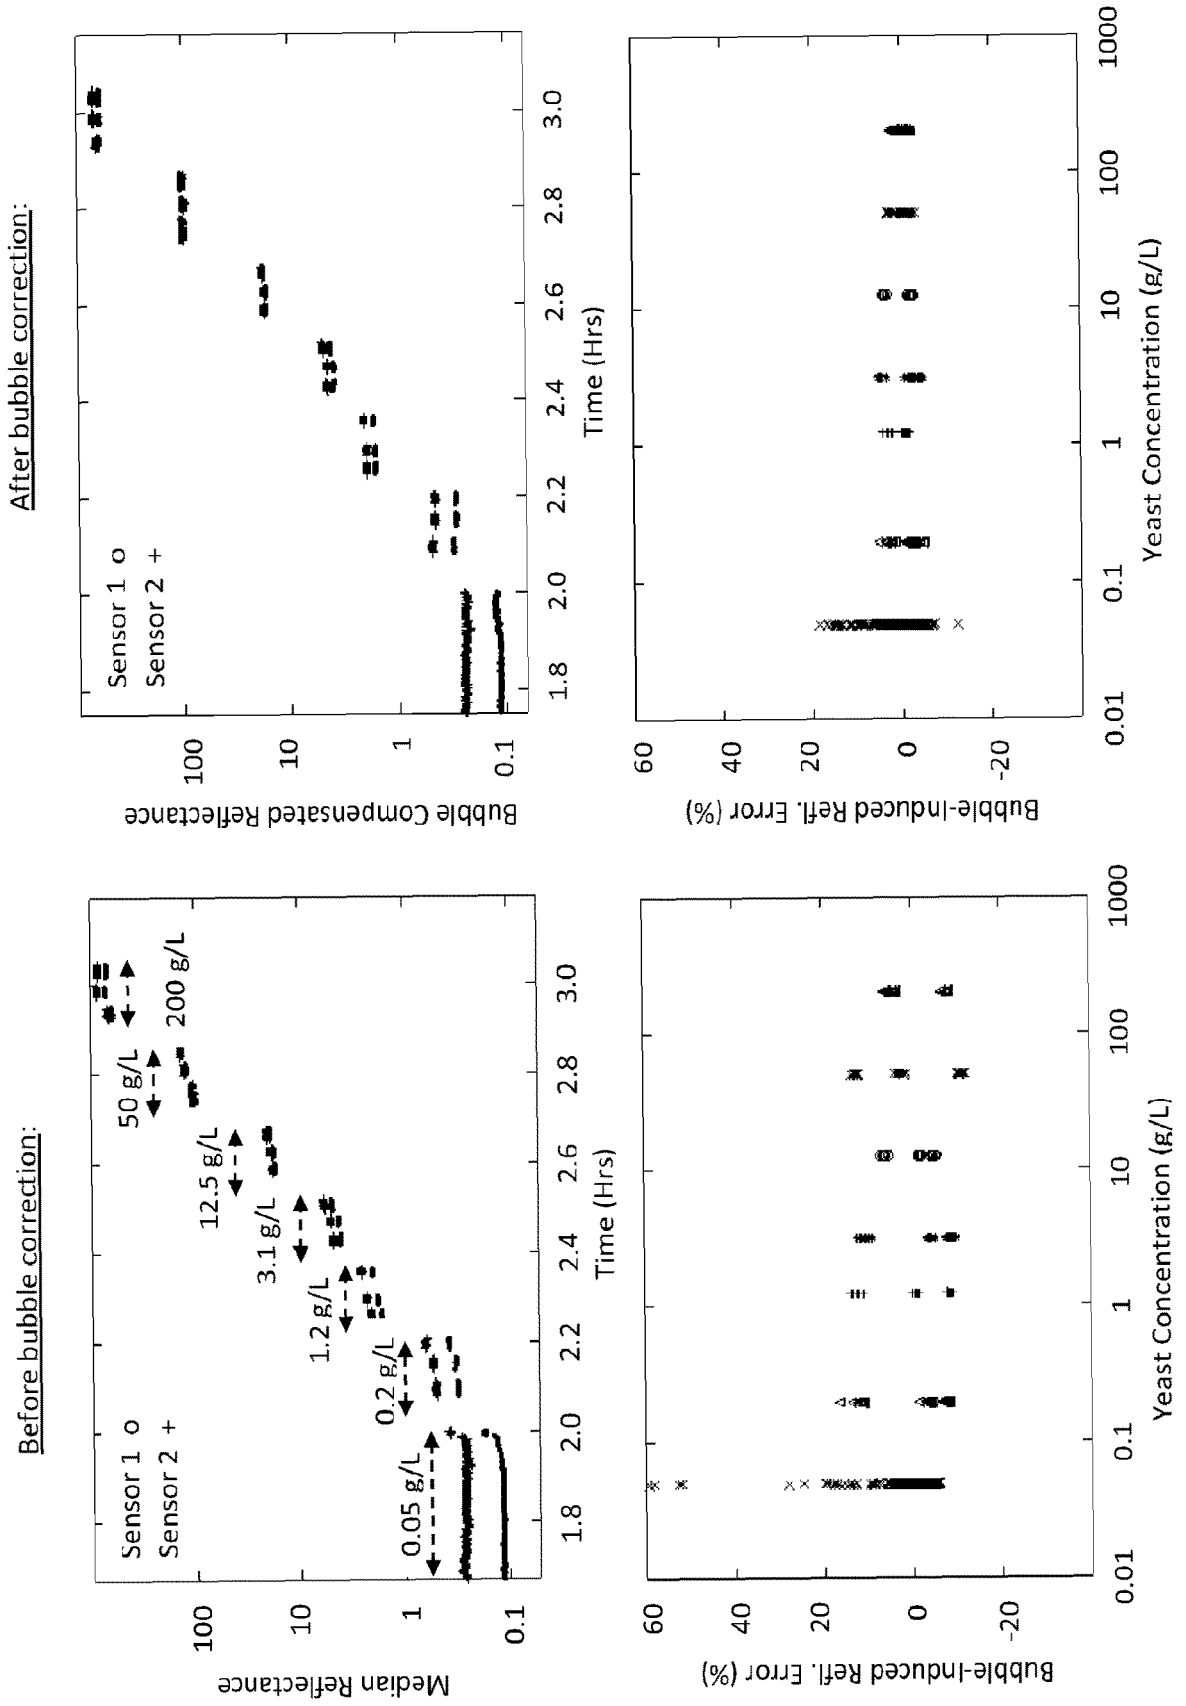 Before bubble correction:
Median Reflectance
100
10
1
0.1
Sensor 1 o
Sensor 2 +
0.05 g/L
0.2 g/L
1.2 g/L
3.1 g/L
12.5 g/L
50 g/L
200 g/L
1.8
2.0
2.2
2.4
2.6
2.8
3.0
Time (Hrs)
Bubble-Induced Refl. Error (%)
60
40
20
0
-20
0.01
0.1
1
10
100
1000
Yeast Concentration (g/L)
After bubble correction:
Bubble Compensated Reflectance
100
10
1
0.1
Sensor 1 o
Sensor 2 +
1.8
2.0
2.2
2.4
2.6
2.8
3.0
Time (Hrs)
Bubble-Induced Refl. Error (%)
60
40
20
0
-20
0.01
0.1
1
10
100
1000
Yeast Concentration (g/L)